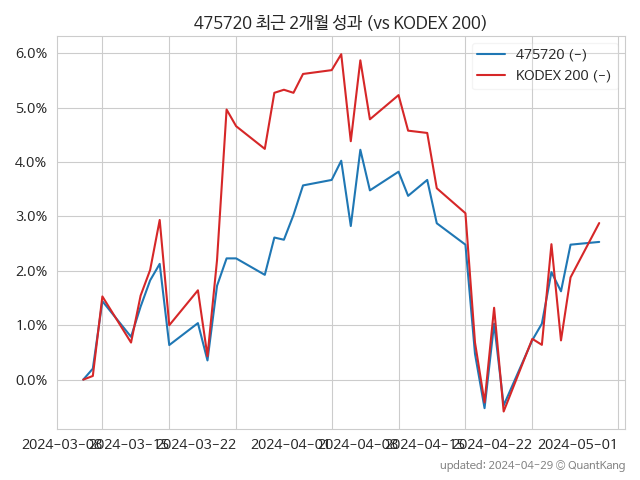 475720 최근 2개월 성과 (vs KODEX 200)
475720 (-)
KODEX 200 (-)
6.0%
5.0%
4.0%
3.0%
2.0%
1.0%
0.0%
2024-03-08 2024-03-15 2024-03-22 2024-04-01 2024-04-08 2024-04-15 2024-04-22 2024-05-01
updated: 2024-04-29 © QuantKang